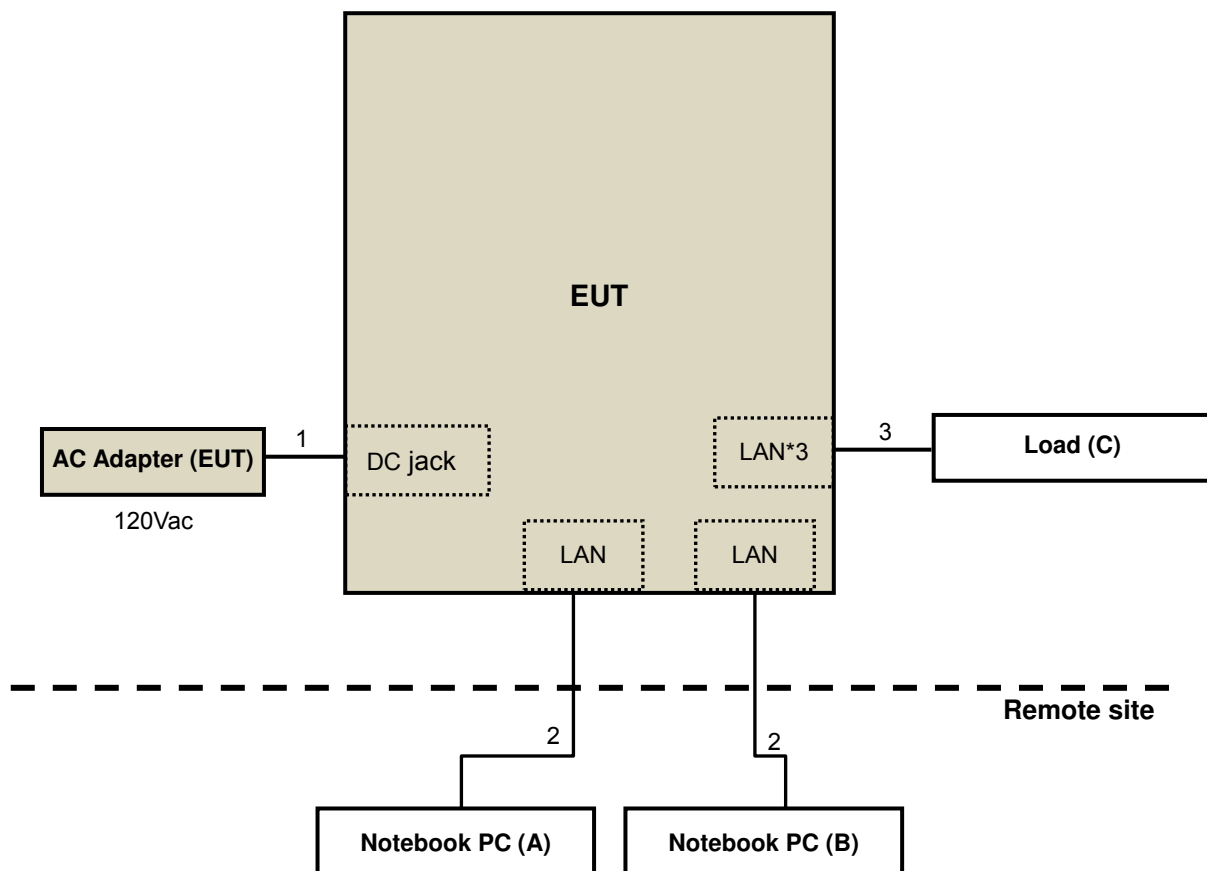 EUT
1
3
AC Adapter (EUT)
DC jack
LAN*3
Load (C)
120Vac
LAN
LAN
Remote site
2
2
Notebook PC (A)
Notebook PC (B)